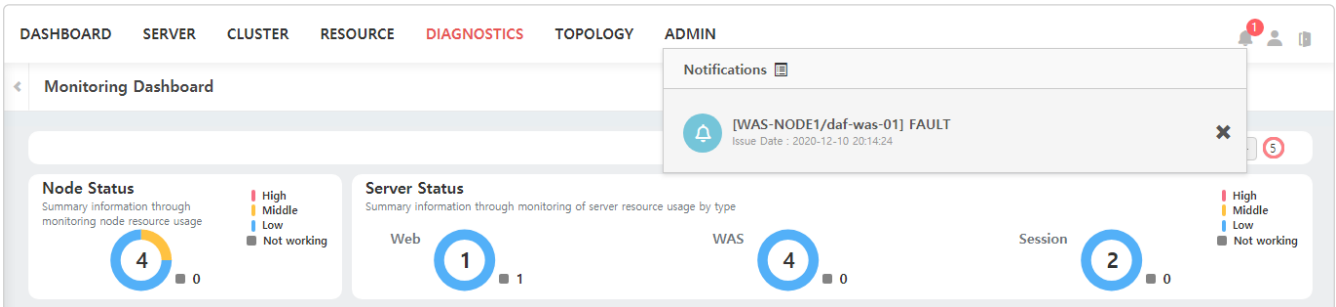 DASHBOARD SERVER CLUSTER RESOURCE DIAGNOSTICS TOPOLOGY ADMIN 1
Notifications
Monitoring Dashboard
[WAS-NODE1/daf-was-01] FAULT
Issue Date : 2020-12-10 20:14:24
5
Node Status
Summary information through
monitoring node resource usage
High
Middle
Low
Not working
4
0
Server Status
Summary information through monitoring of server resource usage by type
High
Middle
Low
Not working
Web
1
1
WAS
4
0
Session
2
0